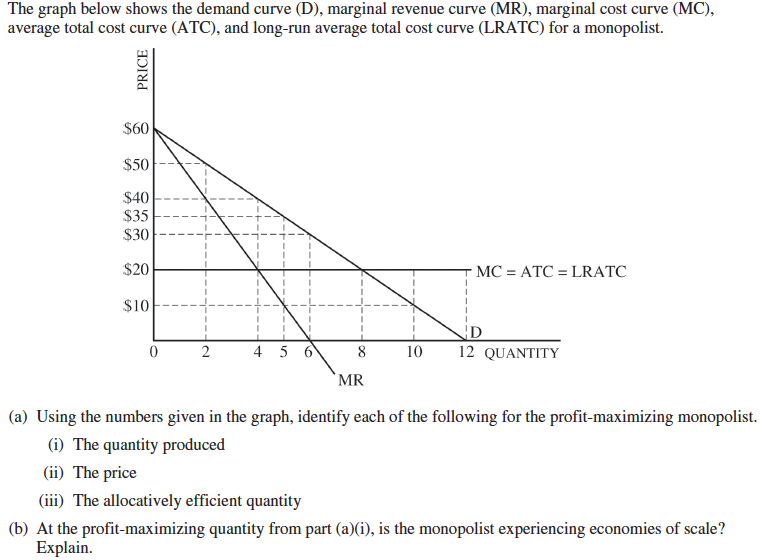 The graph below shows the demand curve (D), marginal revenue curve (MR), marginal cost curve (MC),
average total cost curve (ATC), and long-run average total cost curve (LRATC) for a monopolist.
PRICE
$60
$50
$40
$35
$30
$20
MC = ATC = LRATC
$10
D
0 2 4 5 6 8 10 12 QUANTITY
MR
(a) Using the numbers given in the graph, identify each of the following for the profit-maximizing monopolist.
(i) The quantity produced
(ii) The price
(iii) The allocatively efficient quantity
(b) At the profit-maximizing quantity from part (a)(i), is the monopolist experiencing economies of scale?
Explain.